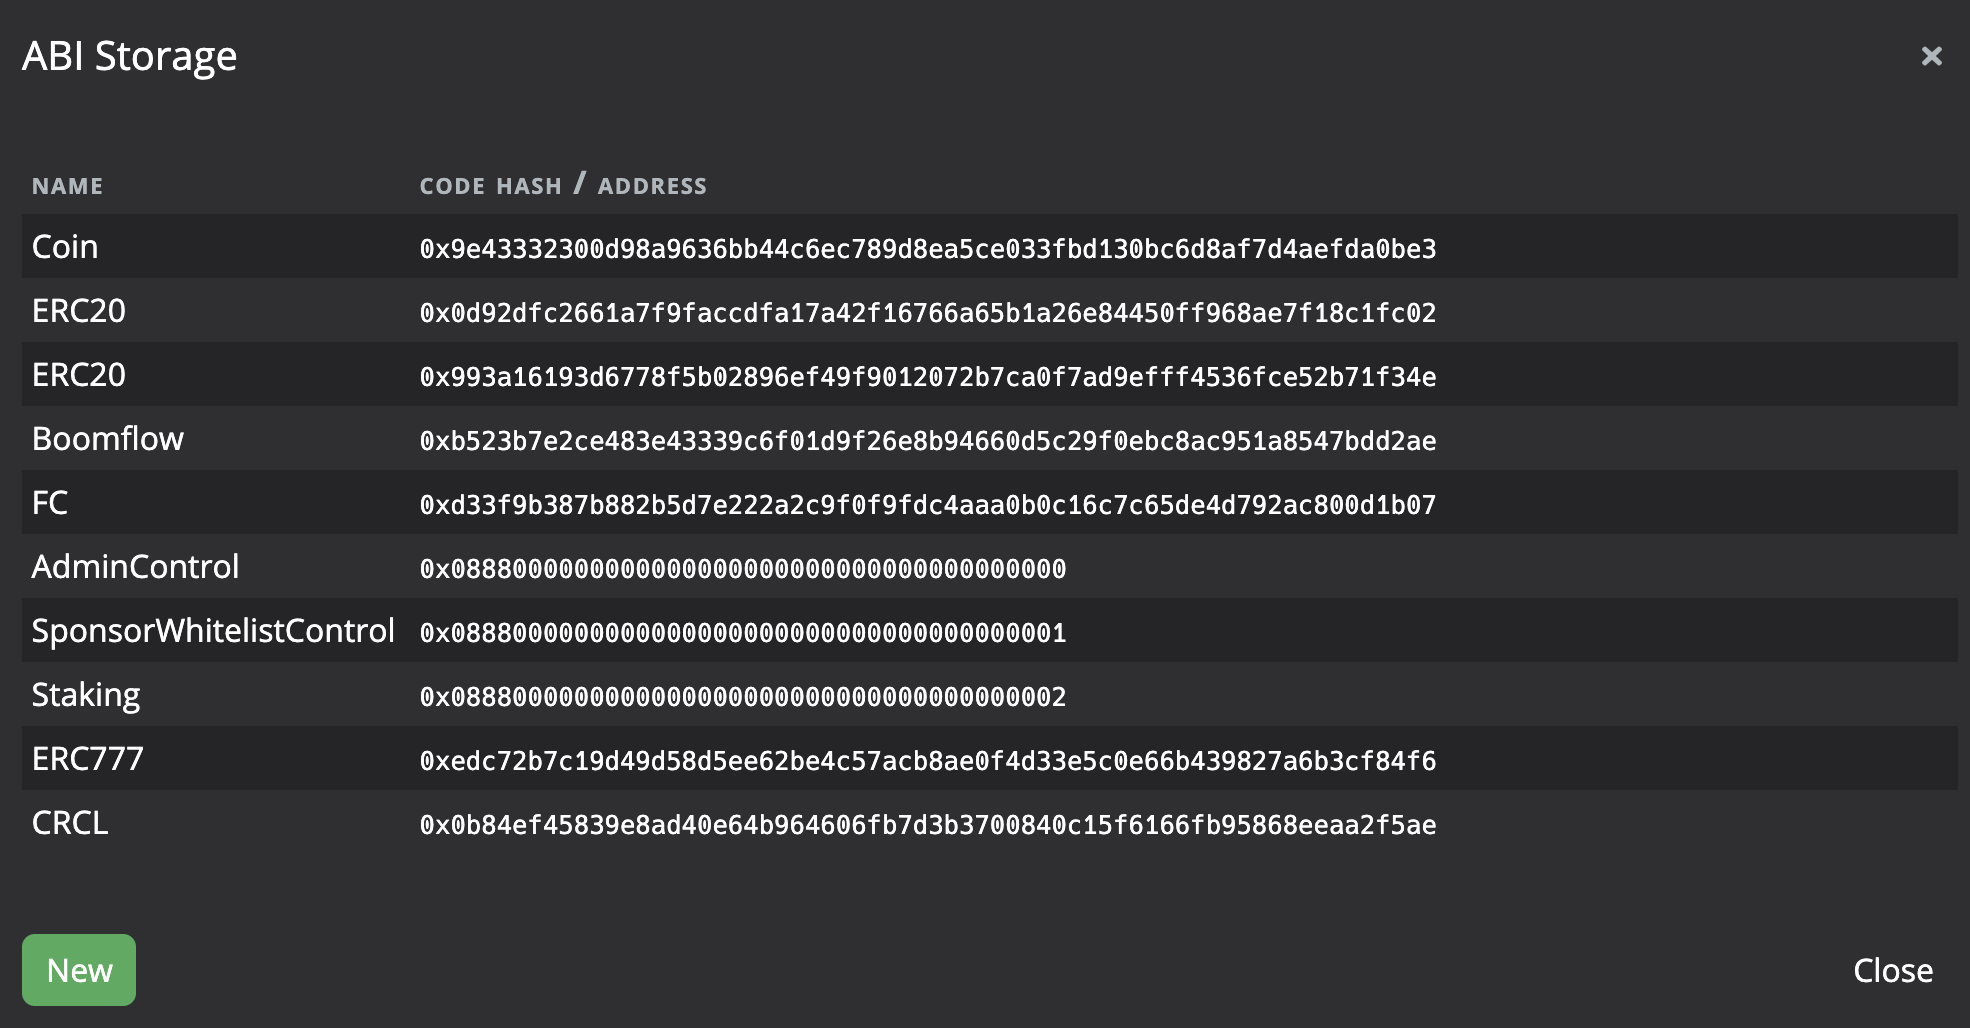 ABI Storage
NAME CODE HASH / ADDRESS
Coin 0x9e43332300d98a9636bb44c6ec789d8ea5ce033fbd130bc6d8af7d4aefda0be3
ERC20 0x0d92dfc2661a7f9faccdfa17a42f16766a65b1a26e84450ff968ae7f18c1fc02
ERC20 0x993a16193d6778f5b02896ef49f9012072b7ca0f7ad9efff4536fce52b71f34e
Boomflow 0xb523b7e2ce483e43339c6f01d9f26e8b94660d5c29f0ebc8ac951a8547bdd2ae
FC 0xd33f9b387b882b5d7e222a2c9f0f9fdc4aaa0b0c16c7c65de4d792ac800d1b07
AdminControl 0x0888000000000000000000000000000000000000
SponsorWhitelistControl 0x0888000000000000000000000000000000000001
Staking 0x0888000000000000000000000000000000000002
ERC777 0xedc72b7c19d49d58d5ee62be4c57acb8ae0f4d33e5c0e66b439827a6b3cf84f6
CRCL 0x0b84ef45839e8ad40e64b964606fb7d3b3700840c15f6166fb95868eeaa2f5ae
New Close